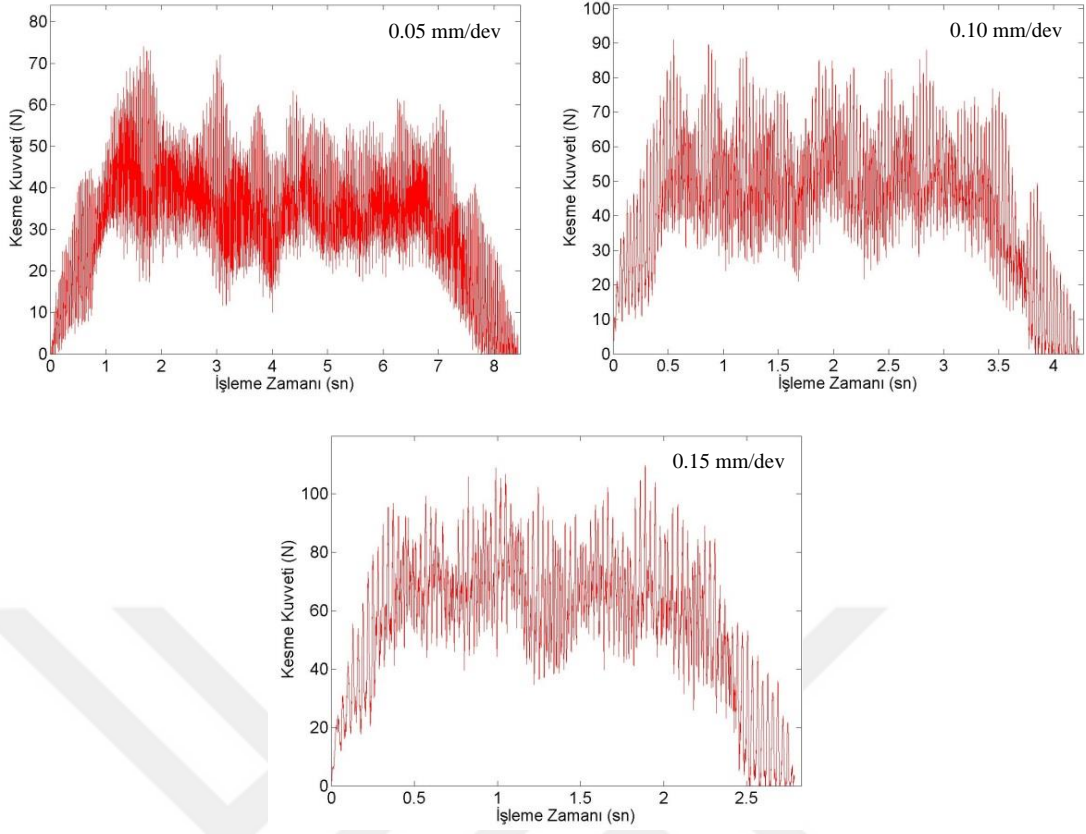 0.05 mm/dev
80
70
60
50
40
30
20
10
0
Kesme Kuvveti (N)
0 1 2 3 4 5 6 7 8
İşleme Zamanı (sn)
0.10 mm/dev
100
90
80
70
60
50
40
30
20
10
0
Kesme Kuvveti (N)
0 0.5 1 1.5 2 2.5 3 3.5 4
İşleme Zamanı (sn)
0.15 mm/dev
100
80
60
40
20
0
Kesme Kuvveti (N)
0 0.5 1 1.5 2 2.5
İşleme Zamanı (sn)